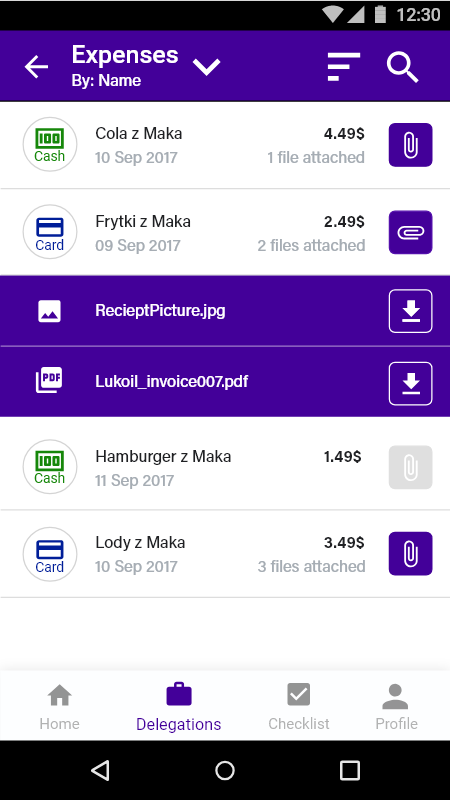 12:30
Expenses
By: Name
100
Cash
Cola z Maka
4.49$
10 Sep 2017
1 file attached
Card
Frytki z Maka
2.49$
09 Sep 2017
2 files attached
RecieptPicture.jpg
PDF
Lukoil_invoice007.pdf
100
Cash
Hamburger z Maka
1.49$
11 Sep 2017
Card
Lody z Maka
3.49$
10 Sep 2017
3 files attached
Home
Delegations
Checklist
Profile